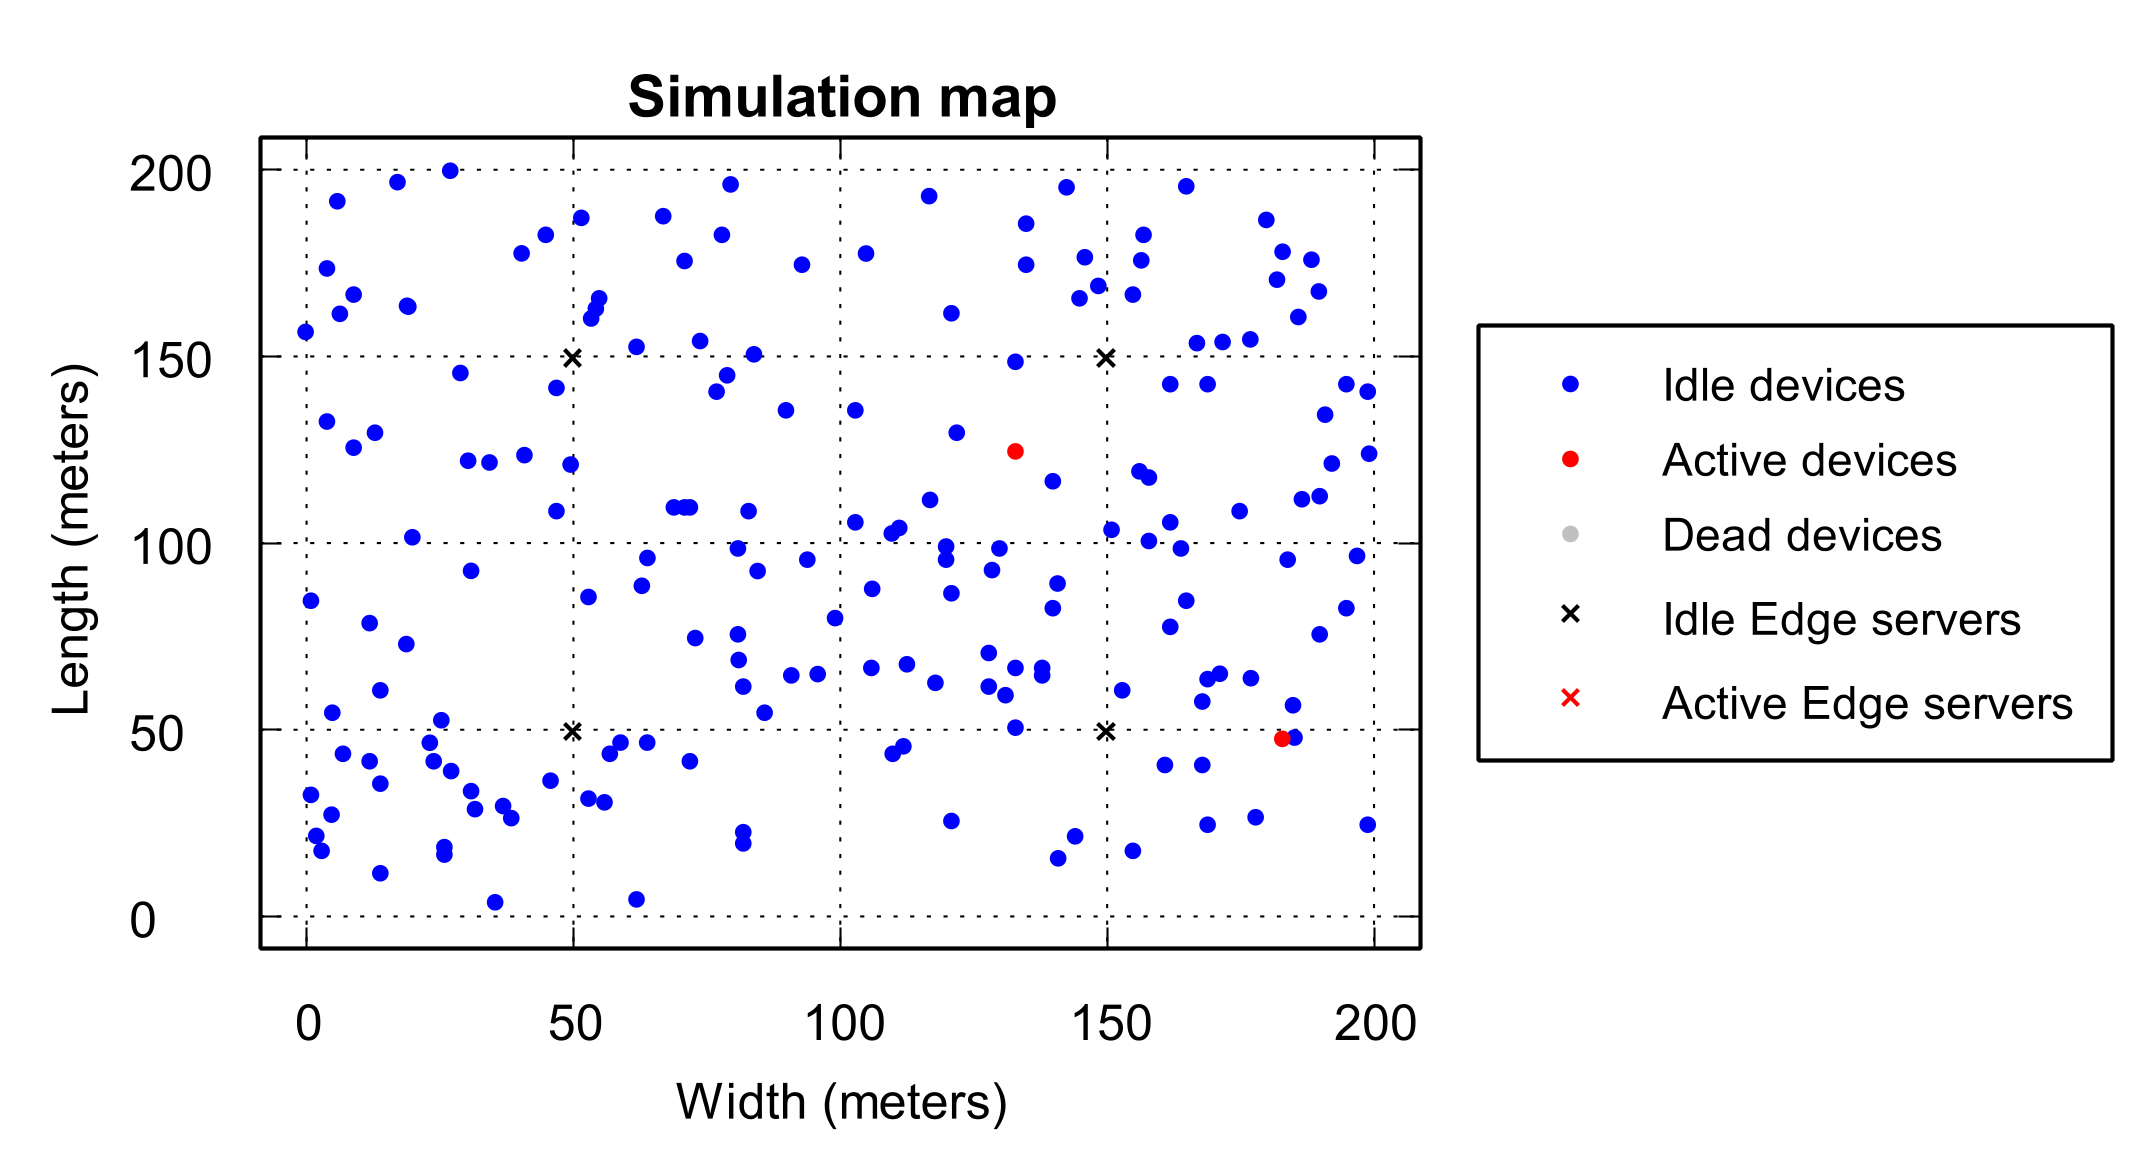 Simulation map
200
150
100
50
0
Length (meters)
0 50 100 150 200
Width (meters)
Idle devices
Active devices
Dead devices
Idle Edge servers
Active Edge servers